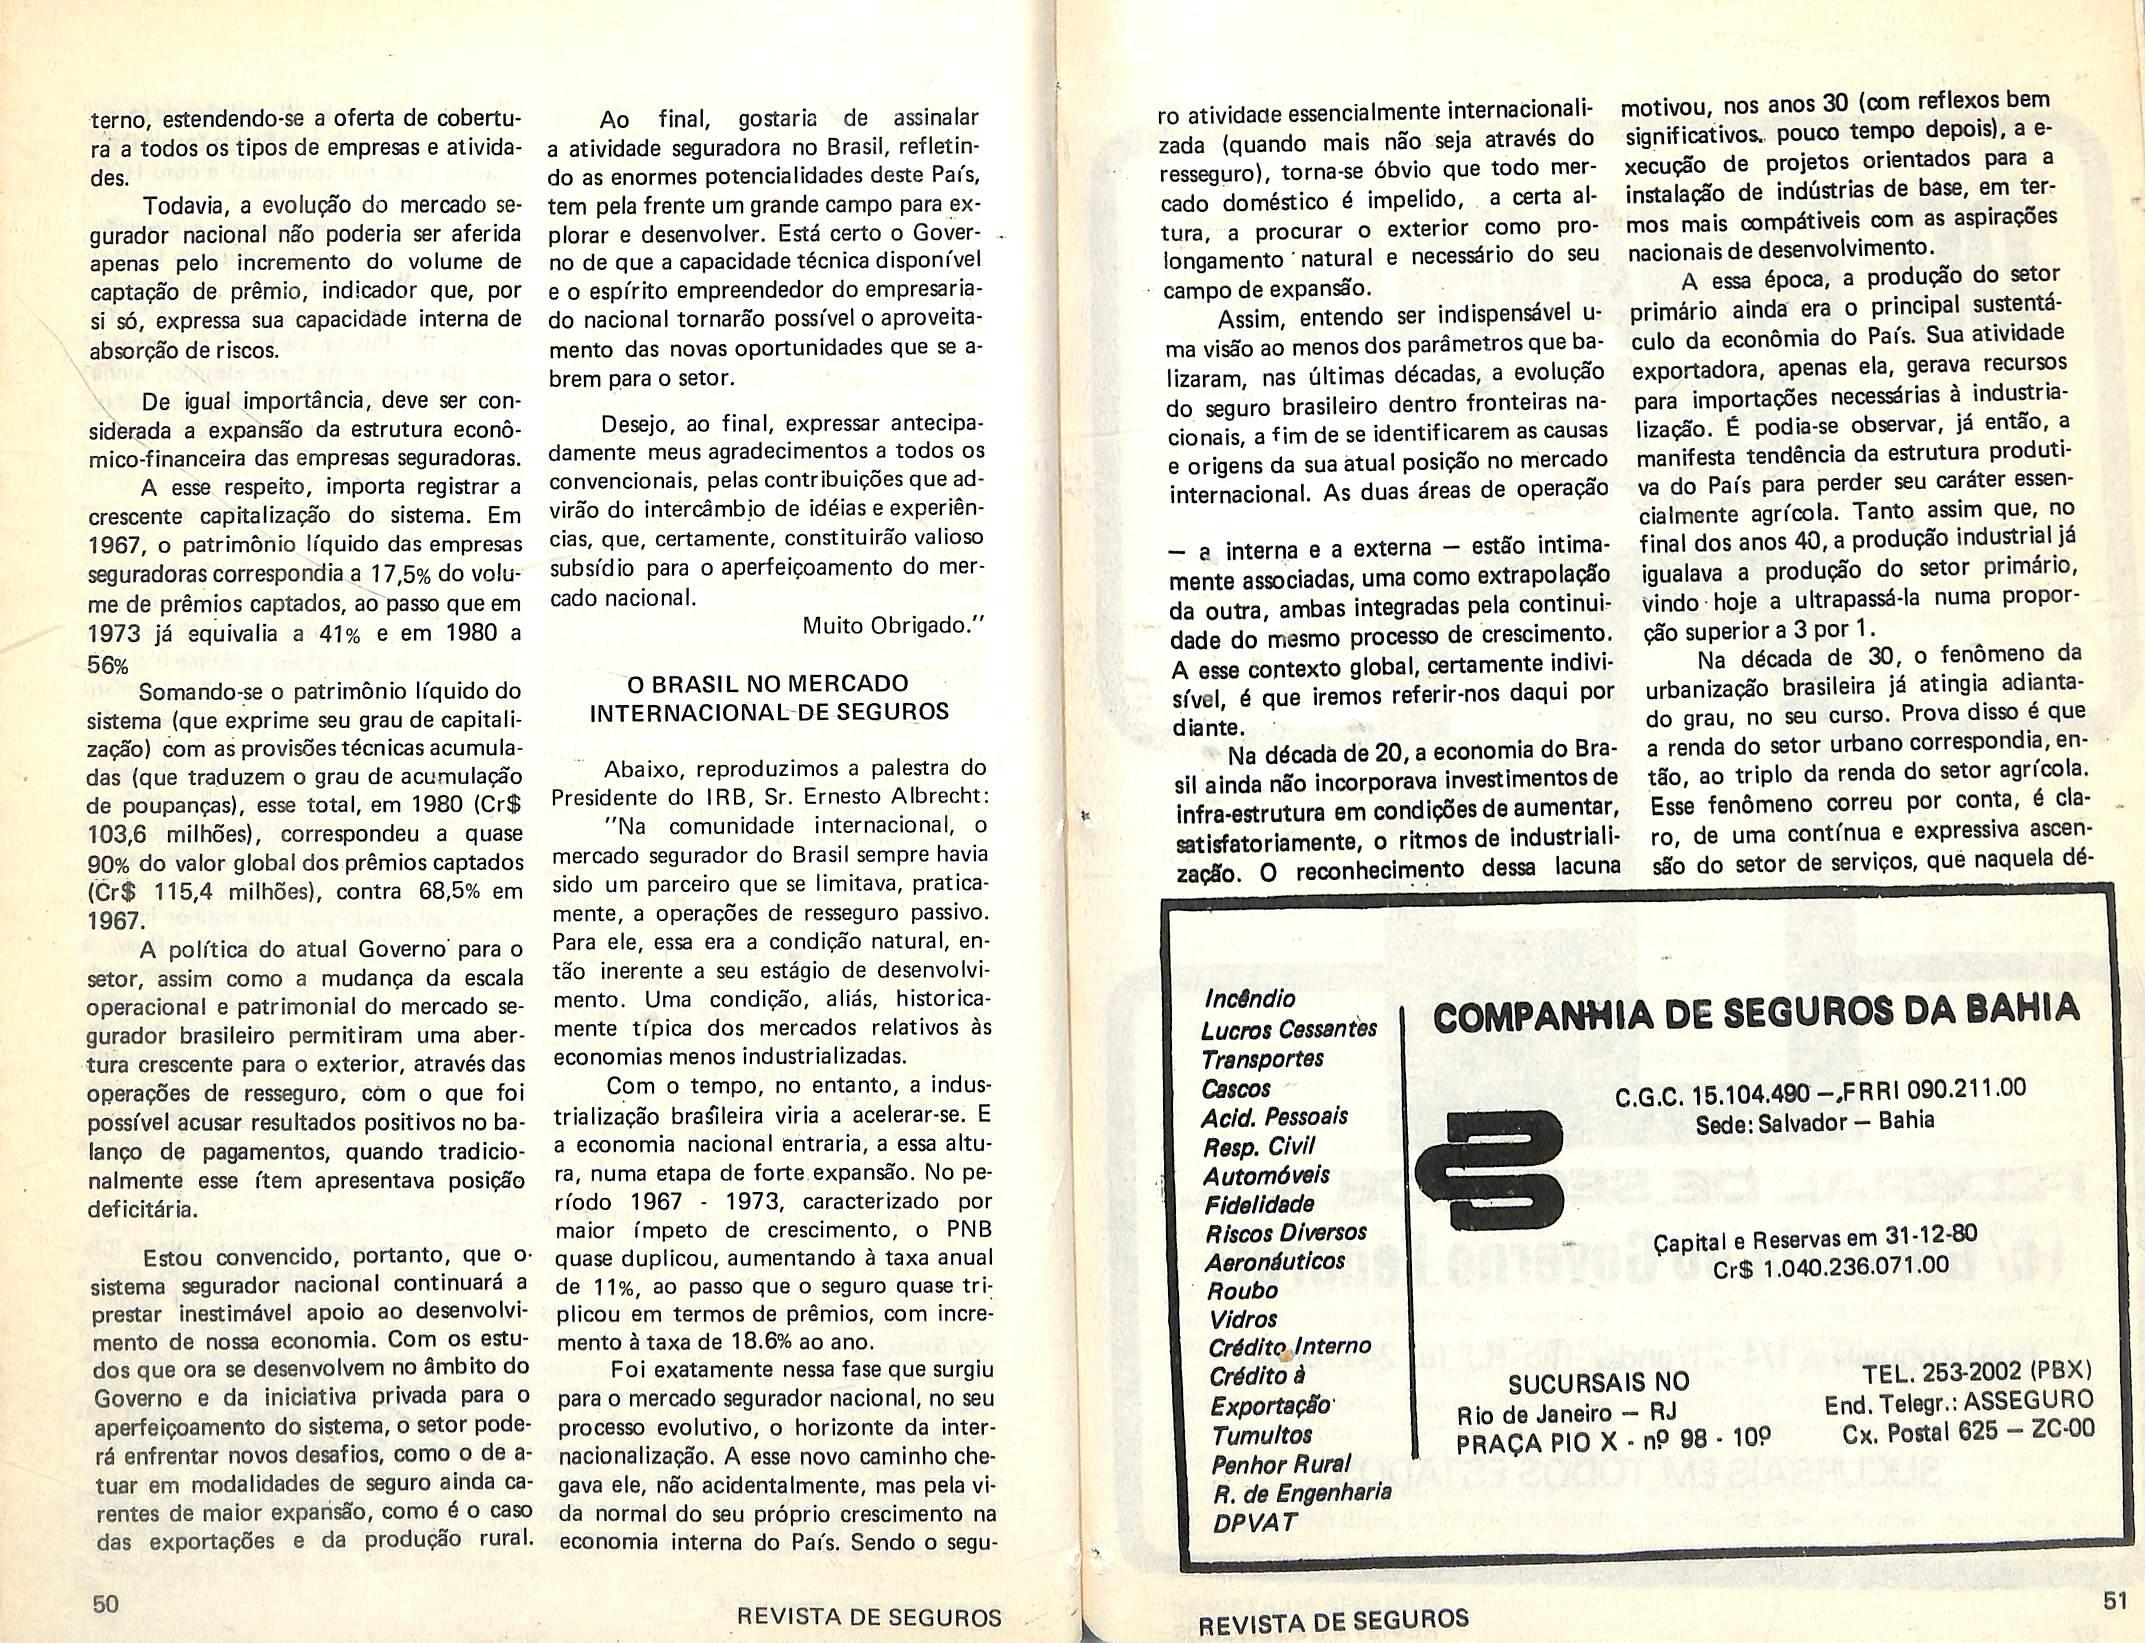 terno, estendendo-se a oferta de cobertu-
ra a todos os tipos de empresas e ativida-
des.
Todavia, a evolução do mercado se-
gurador nacional não poderia ser aferida
apenas pelo incremento do volume de
captação de prêmio, indicador que, por
si só, expressa sua capacidade interna de
absorção de riscos.
De igual importância, deve ser con-
siderada a expansão da estrutura econô-
mico-financeira das empresas seguradoras.
A esse respeito, importa registrar a
crescente capitalização do sistema. Em
1967, o patrimônio líquido das empresas
seguradoras correspondia a 17,5% do volu-
me de prêmios captados, ao passo que em
1973 já equivalia a 41% e em 1980 a
56%
Somando-se o patrimônio líquido do
sistema (que exprime seu grau de capitali-
zação) com as provisões técnicas acumula-
das (que traduzem o grau de acumulação
de poupanças), esse total, em 1980 (Cr$
103,6 milhões), correspondeu a quase
90% do valor global dos prêmios captados
(Cr$ 115,4 milhões), contra 68,5% em
1967.
A política do atual Governo para o
setor, assim como a mudança da escala
operacional e patrimonial do mercado se-
gurador brasileiro permitiram uma aber-
tura crescente para o exterior, através das
operações de resseguro, com o que foi
possível acusar resultados positivos no ba-
lanço de pagamentos, quando tradicio-
nalmente esse ítem apresentava posição
deficitária.
Estou convencido, portanto, que o
sistema segurador nacional continuará a
prestar inestimável apoio ao desenvolvi-
mento de nossa economia. Com os estu-
dos que ora se desenvolvem no âmbito do
Governo e da iniciativa privada para o
aperfeiçoamento do sistema, o setor pode-
rá enfrentar novos desafios, como o de a-
tuar em modalidades de seguro ainda ca-
rentes de maior expansão, como é o caso
das exportações e da produção rural.
50
Ao final, gostaria de assinalar
a atividade seguradora no Brasil, refletin-
do as enormes potencialidades deste País,
tem pela frente um grande campo para ex-
plorar e desenvolver. Está certo o Gover-
no de que a capacidade técnica disponível
e o espírito empreendedor do empresaria-
do nacional tornarão possível o aproveita-
mento das novas oportunidades que se a-
brem para o setor.
Desejo, ao final, expressar antecipa-
damente meus agradecimentos a todos os
convencionais, pelas contribuições que ad-
virão do intercâmbio de idéias e experiên-
cias, que, certamente, constituirão valioso
subsídio para o aperfeiçoamento do mer-
cado nacional.
Muito Obrigado."
O BRASIL NO MERCADO
INTERNACIONAL DE SEGUROS
Abaixo, reproduzimos a palestra do
Presidente do IRB, Sr. Ernesto Albrecht:
"Na comunidade internacional, o
mercado segurador do Brasil sempre havia
sido um parceiro que se limitava, pratica-
mente, a operações de resseguro passivo.
Para ele, essa era a condição natural, en-
tão inerente a seu estágio de desenvolvi-
mento. Uma condição, aliás, historica-
mente típica dos mercados relativos às
economias menos industrializadas.
Com o tempo, no entanto, a indus-
trialização brasileira viria a acelerar-se. E
a economia nacional entraria, a essa altu-
ra, numa etapa de forte expansão. No pe-
ríodo 1967 - 1973, caracterizado por
maior ímpeto de crescimento, o PNB
quase duplicou, aumentando à taxa anual
de 11%, ao passo que o seguro quase tri-
plicou em termos de prêmios, com incre-
mento à taxa de 18.6% ao ano.
Foi exatamente nessa fase que surgiu
para o mercado segurador nacional, no seu
processo evolutivo, o horizonte da inter-
nacionalização. A esse novo caminho che-
gava ele, não acidentalmente, mas pela vi-
da normal do seu próprio crescimento na
economia interna do País. Sendo o segu-
REVISTA DE SEGUROS
ro atividade essencialmente internacionali-
zada (quando mais não seja através do
resseguro), torna-se óbvio que todo mer-
cado doméstico é impelido, a certa al-
tura, a procurar o exterior como pro-
longamento natural e necessário do seu
campo de expansão.
Assim, entendo ser indispensável u-
ma visão ao menos dos parâmetros que ba-
lizaram, nas últimas décadas, a evolução
do seguro brasileiro dentro fronteiras na-
cionais, a fim de se identificarem as causas
e origens da sua atual posição no mercado
internacional. As duas áreas de operação
— a interna e a externa — estão intima-
mente associadas, uma como extrapolação
da outra, ambas integradas pela continui-
dade do mesmo processo de crescimento.
A esse contexto global, certamente indivi-
sível, é que iremos referir-nos daqui por
diante.
Na década de 20, a economia do Bra-
sil ainda não incorporava investimentos de
infra-estrutura em condições de aumentar,
satisfatoriamente, o ritmos de industriali-
zação. O reconhecimento dessa lacuna
motivou, nos anos 30 (com reflexos bem
significativos. pouco tempo depois), a e-
xecução de projetos orientados para a
instalação de indústrias de base, em ter-
mos mais compátiveis com as aspirações
nacionais de desenvolvimento.
A essa época, a produção do setor
primário ainda era o principal sustentá-
culo da econômia do País. Sua atividade
exportadora, apenas ela, gerava recursos
para importações necessárias à industria-
lização. É podia-se observar, já então, a
manifesta tendência da estrutura produti-
va do País para perder seu caráter essen-
cialmente agrícola. Tanto assim que, no
final dos anos 40, a produção industrial já
igualava a produção do setor primário,
vindo hoje a ultrapassá-la numa propor-
ção superior a 3 por 1.
Na década de 30, o fenômeno da
urbanização brasileira já atingia adianta-
do grau, no seu curso. Prova disso é que
a renda do setor urbano correspondia, en-
tão, ao triplo da renda do setor agrícola.
Esse fenômeno correu por conta, é cla-
ro, de uma contínua e expressiva ascen-
são do setor de serviços, que naquela dé-
Incêndio
Lucros Cessantes
Transportes
Cascos
Acid. Pessoais
Resp. Civil
Automóveis
Fidelidade
Riscos Diversos
Aeronáuticos
Roubo
Vidros
Crédito Interno
Crédito à
Exportação
Tumultos
Penhor Rural
R. de Engenharia
DPVAT
COMPANHIA DE SEGUROS DA BAHIA
C.G.C. 15.104.490 — FRRI 090.211.00
Sede: Salvador — Bahia
Capital e Reservas em 31-12-80
Cr$ 1.040.236.071.00
SUCURSAIS NO
Rio de Janeiro — RJ
PRAÇA PIO X - nº 98 - 10º
TEL. 253-2002 (PBX)
End. Telegr.: ASSEGURO
Cx. Postal 625 — ZC-00
REVISTA DE SEGUROS
51